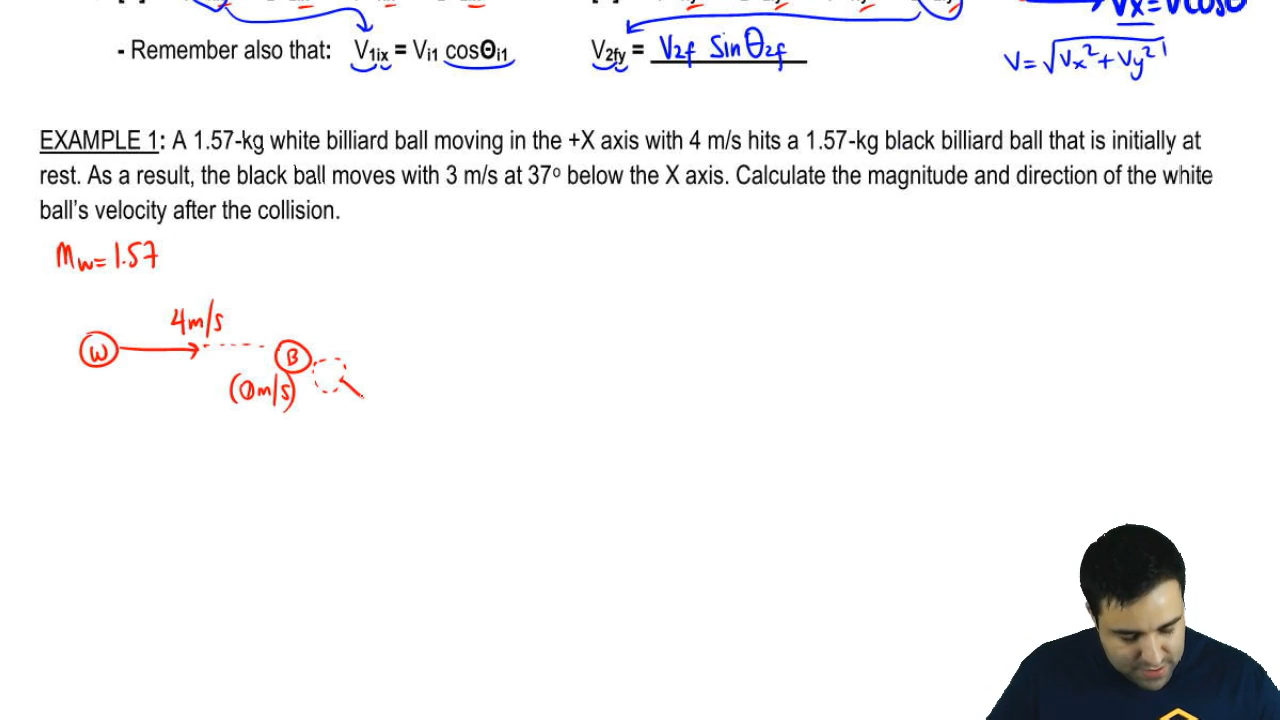 Vx = Vcosθ
- Remember also that: V1ix = Vi1 cosΘi1 V2fy = V2f Sin Θ2f
V = √Vx² + Vy²
EXAMPLE 1: A 1.57-kg white billiard ball moving in the +X axis with 4 m/s hits a 1.57-kg black billiard ball that is initially at
rest. As a result, the black ball moves with 3 m/s at 37º below the X axis. Calculate the magnitude and direction of the white
ball's velocity after the collision.
Mw = 1.57
4m/s
W B
(0m/s)